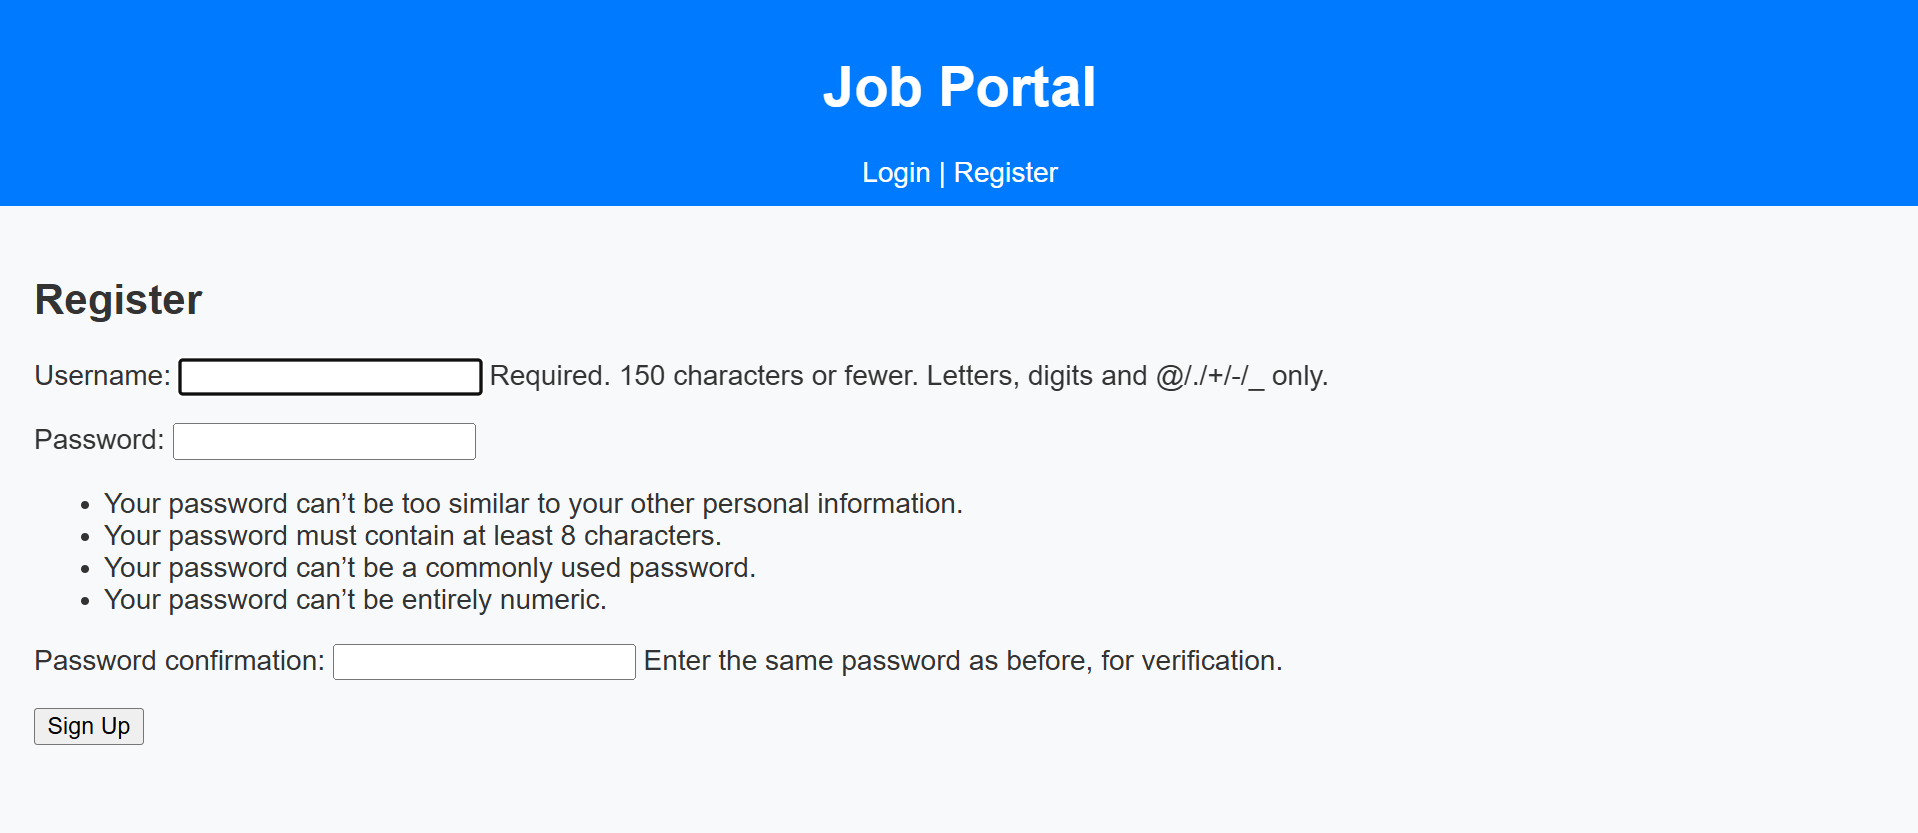 Job Portal
Login | Register
Register
Username: Required. 150 characters or fewer. Letters, digits and @/./+/-/_ only.
Password:
• Your password can’t be too similar to your other personal information.
• Your password must contain at least 8 characters.
• Your password can’t be a commonly used password.
• Your password can’t be entirely numeric.
Password confirmation: Enter the same password as before, for verification.
Sign Up